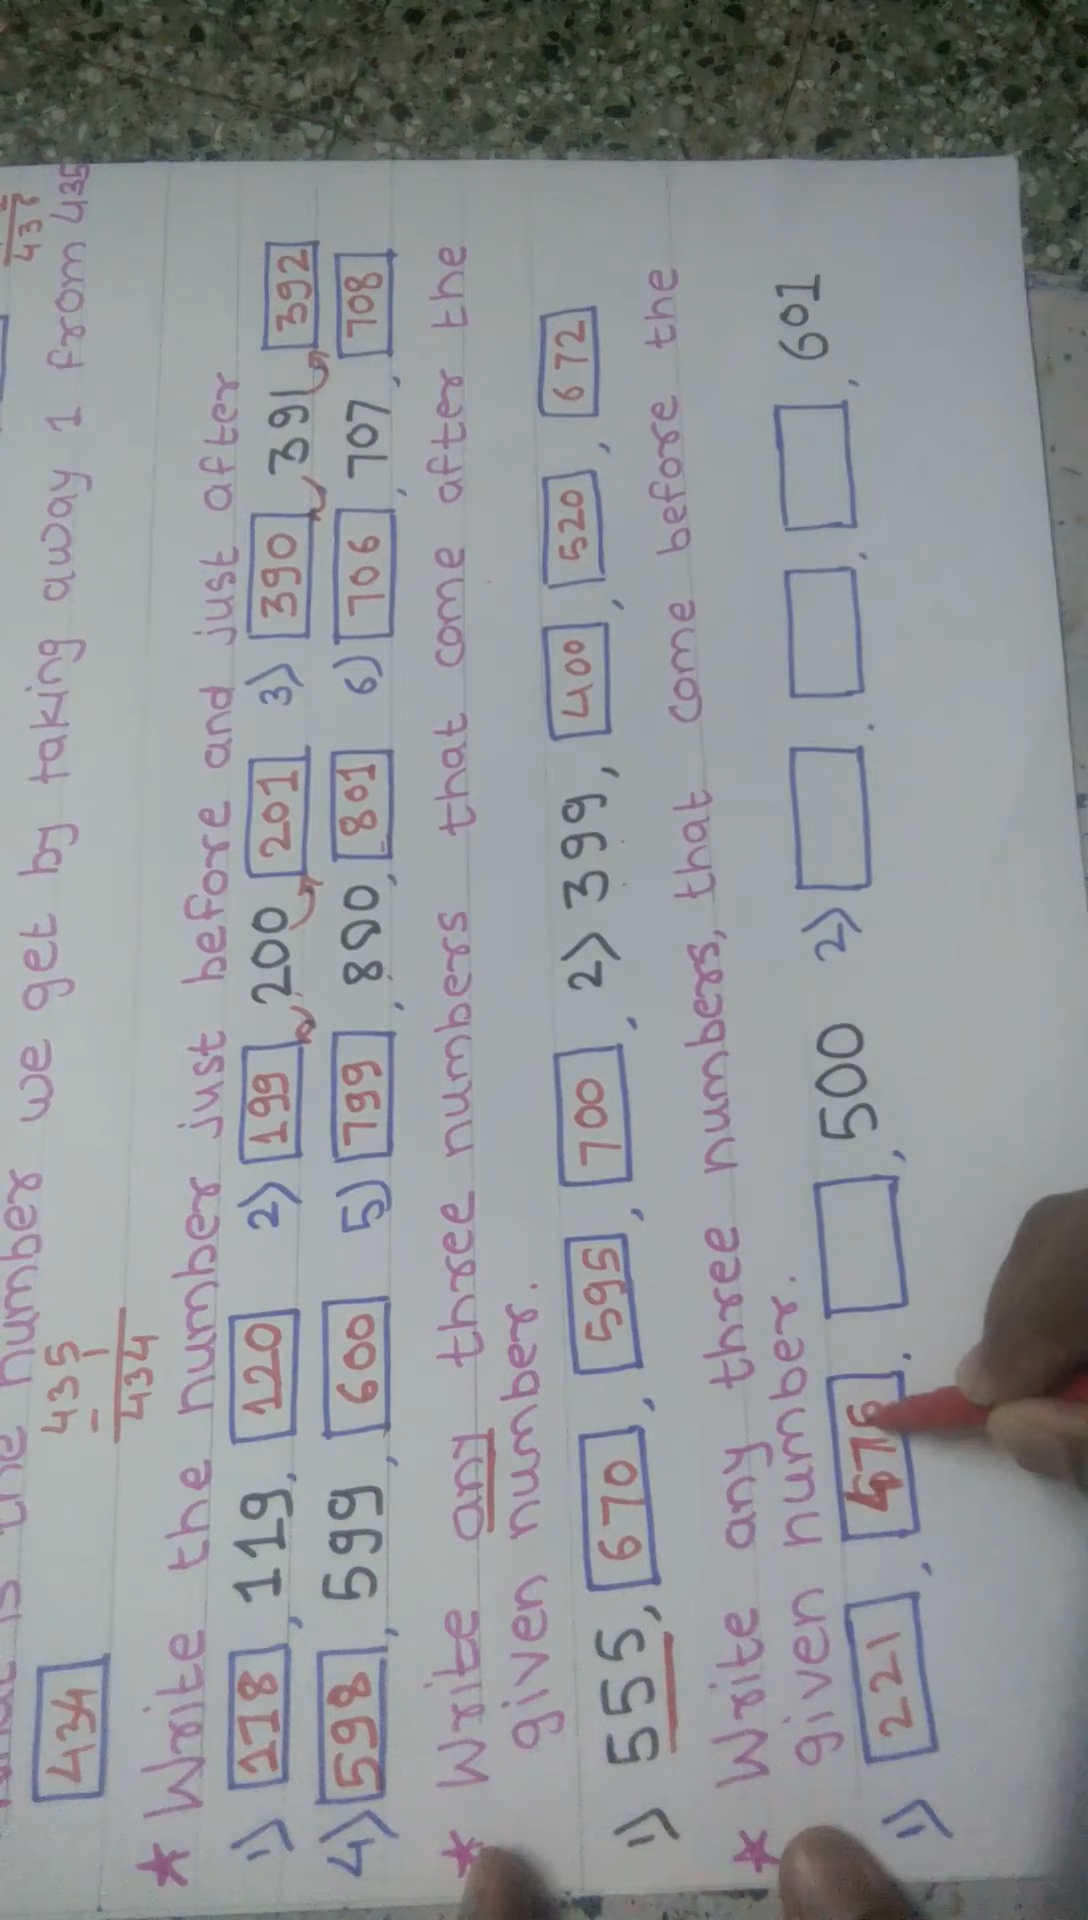 number we get by taking away 1 from 435
434
435
- 1
434
* Write the number just before and just after
1) 118, 119, 120 2) 199, 200, 201 3) 390, 391, 392
4) 598, 599, 600 5) 799, 800, 801 6) 706, 707, 708
* Write any three numbers that come after the
given number.
1) 555, 670, 595, 700, 2) 399, 400, 520, 672
* Write any three numbers, that come before the
given number.
1) 221, 475, , 500 2) , , , 601